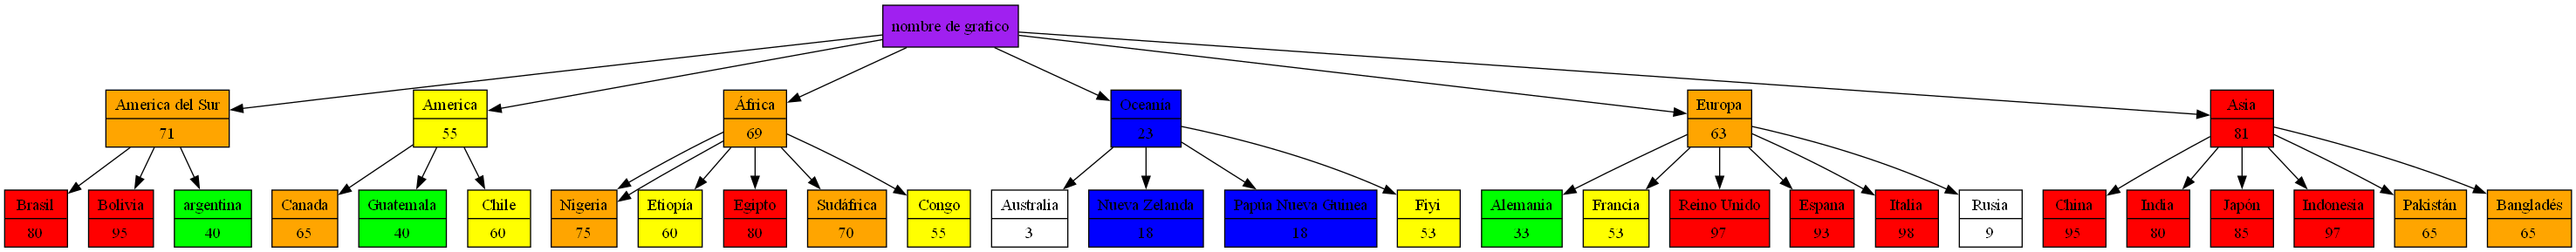 nombre de grafico
America del Sur
71
America
55
África
69
Oceania
23
Europa
63
Asia
81
Brasil
80
Bolivia
95
argentina
40
Canada
65
Guatemala
40
Chile
60
Nigeria
75
Etiopía
60
Egipto
80
Sudáfrica
70
Congo
55
Australia
3
Nueva Zelanda
18
Papúa Nueva Guinea
18
Fiyi
53
Alemania
33
Francia
53
Reino Unido
97
Espana
93
Italia
98
Rusia
9
China
95
India
80
Japón
85
Indonesia
97
Pakistán
65
Bangladés
65